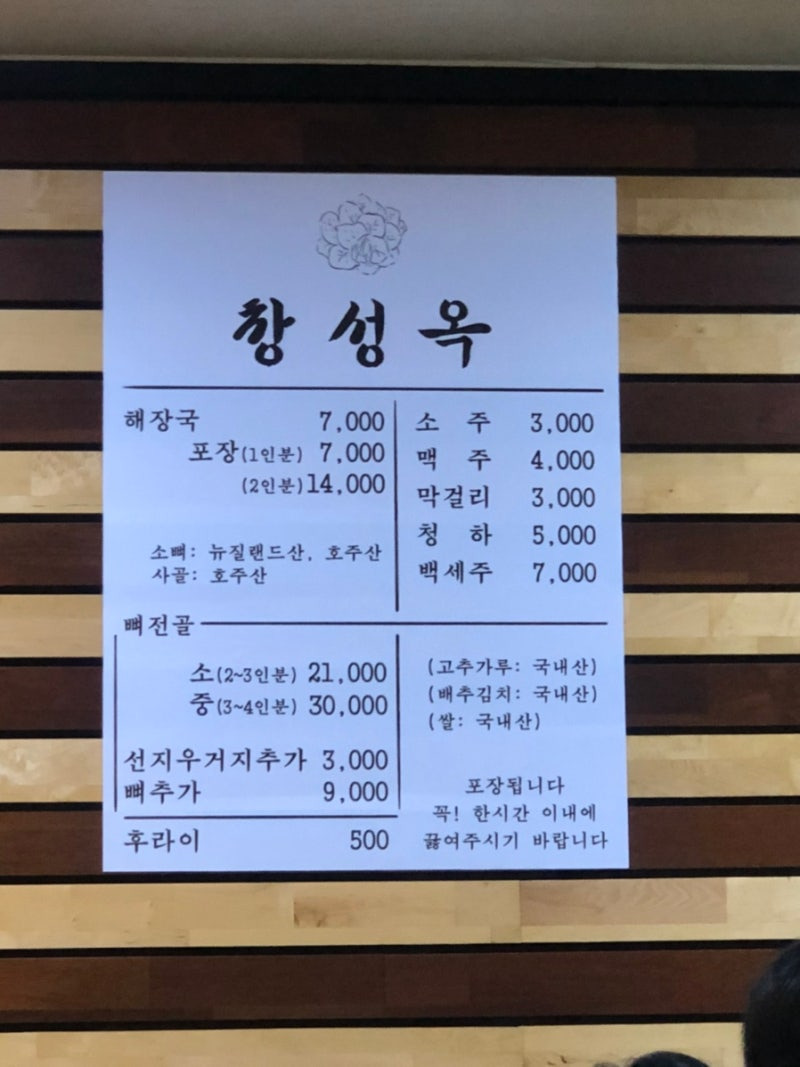 창성옥
해장국 7,000
포장(1인분) 7,000
(2인분) 14,000
소뼈: 뉴질랜드산, 호주산
사골: 호주산
소 주 3,000
맥 주 4,000
막걸리 3,000
청 하 5,000
백세주 7,000
뼈전골
소(2~3인분) 21,000
중(3~4인분) 30,000
선지우거지추가 3,000
뼈추가 9,000
후라이 500
(고추가루: 국내산)
(배추김치: 국내산)
(쌀: 국내산)
포장됩니다
꼭! 한시간 이내에
끓여주시기 바랍니다